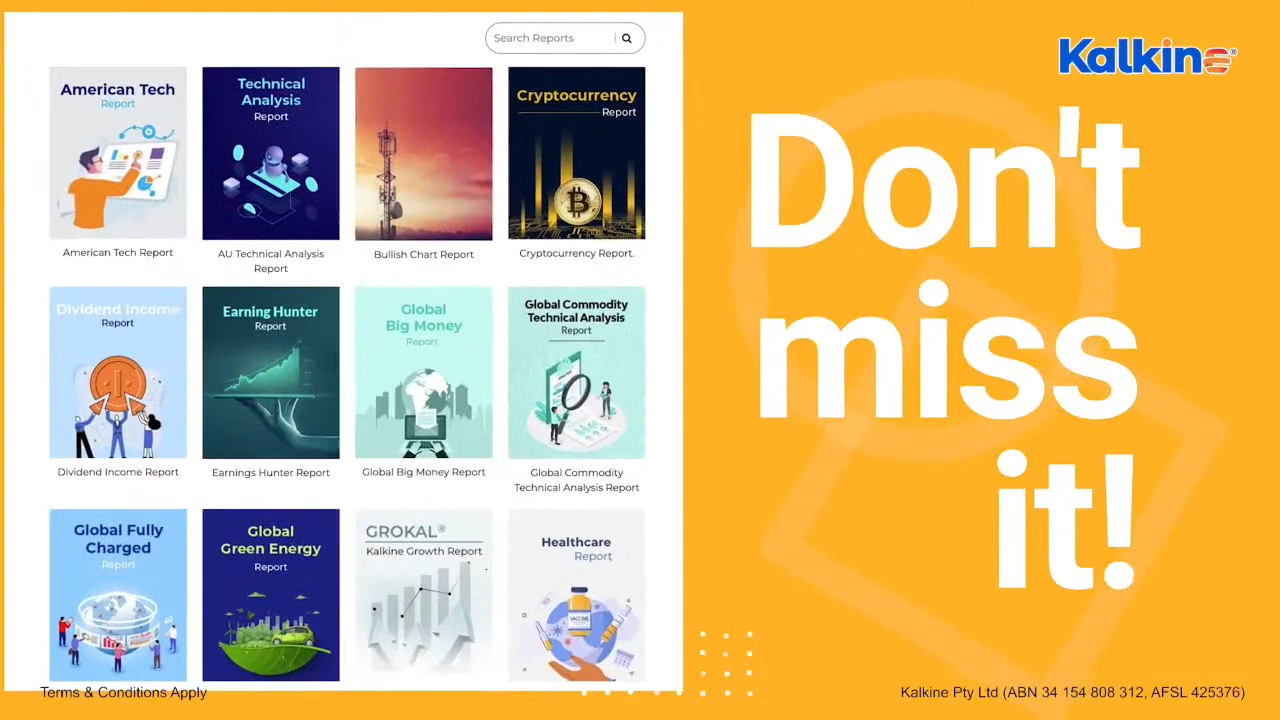 Search Reports
Kalkine®
Don't
miss
it!
American Tech
Report
American Tech Report
Technical
Analysis
Report
AU Technical Analysis
Report
Bullish Chart Report
Cryptocurrency
Report
Cryptocurrency Report.
Dividend Income
Report
Dividend Income Report
Earning Hunter
Report
Earnings Hunter Report
Global
Big Money
Report
Global Big Money Report
Global Commodity
Technical Analysis
Report
Global Commodity
Technical Analysis Report
Global Fully
Charged
Report
Global
Green Energy
Report
GROKAL®
Kalkine Growth Report
Healthcare
Report
VACCINE
Terms & Conditions Apply
Kalkine Pty Ltd (ABN 34 154 808 312, AFSL 425376)